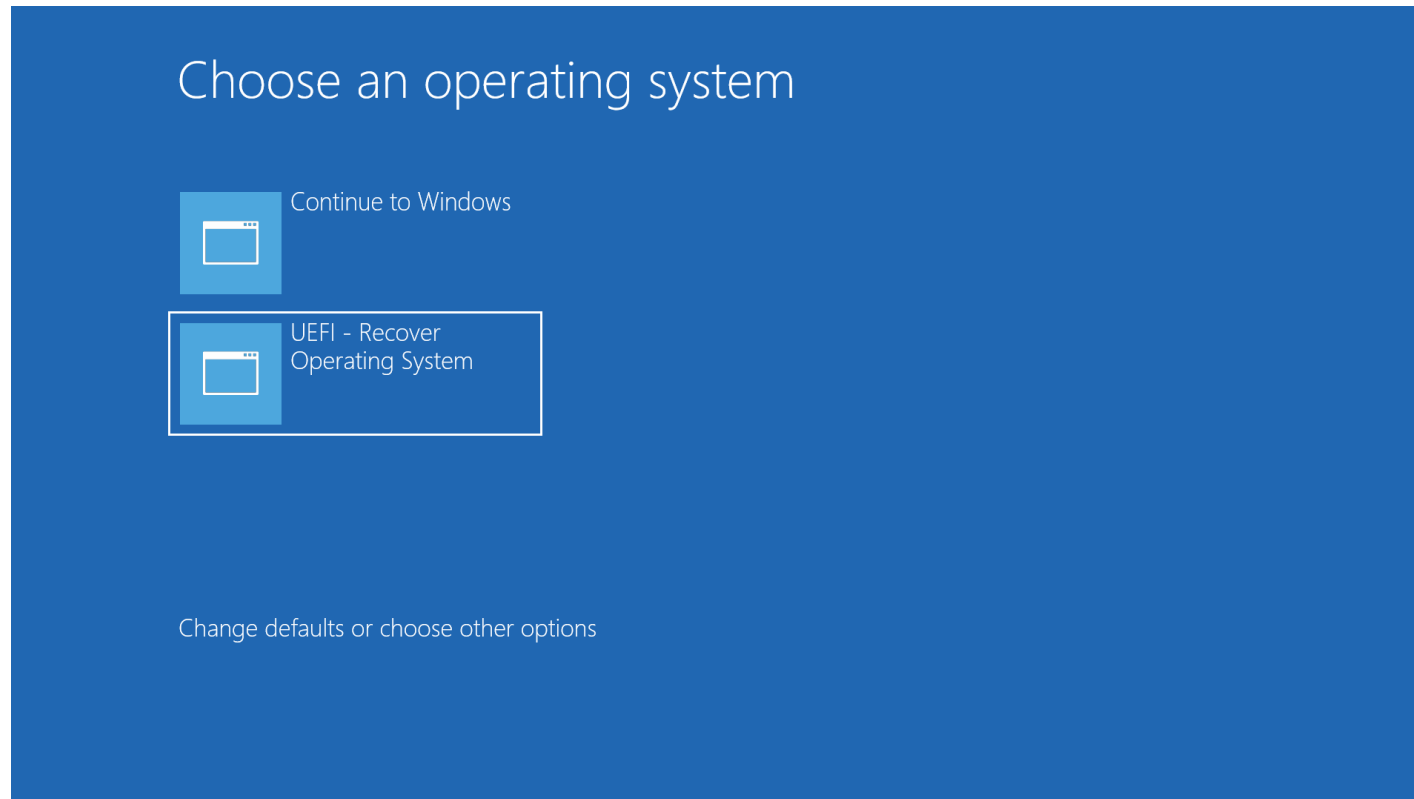 Choose an operating system
Continue to Windows
UEFI - Recover
Operating System
Change defaults or choose other options